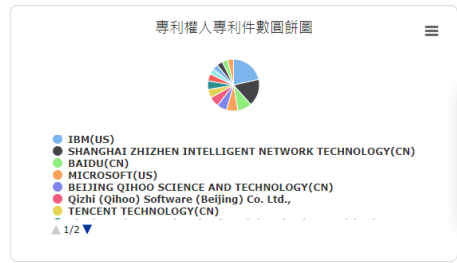 專利權人專利件數圓餅圖
IBM(US)
SHANGHAI ZHIZHEN INTELLIGENT NETWORK TECHNOLOGY(CN)
BAIDU(CN)
MICROSOFT(US)
BEIJING QIHOO SCIENCE AND TECHNOLOGY(CN)
Qizhi (Qihoo) Software (Beijing) Co. Ltd.,
TENCENT TECHNOLOGY(CN)
1/2